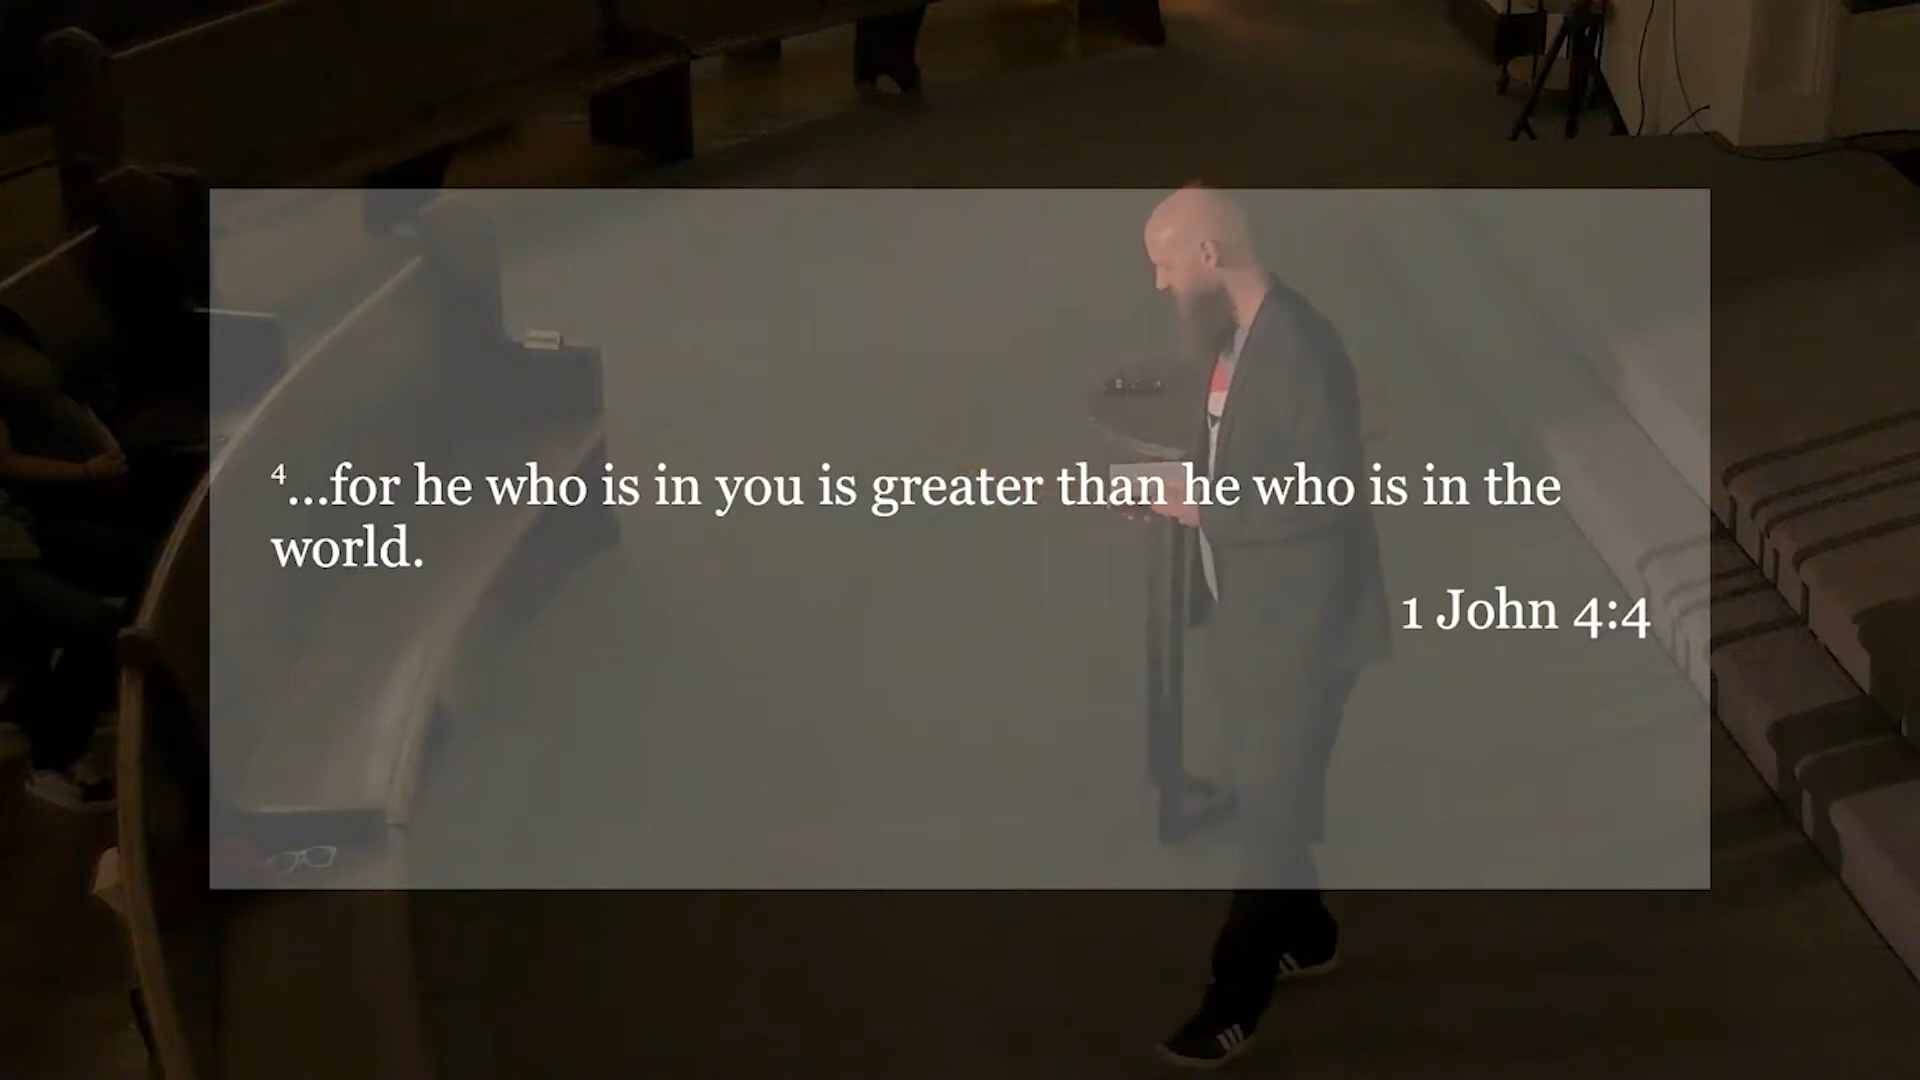 ⁴...for he who is in you is greater than he who is in the
world.
1 John 4:4